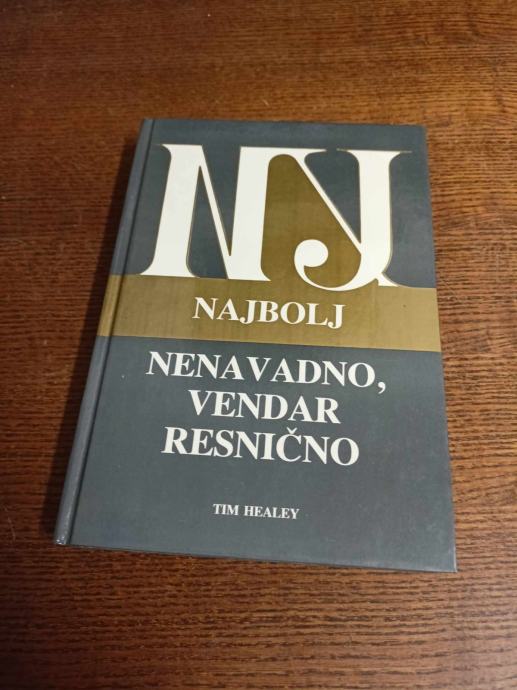 NJ
NAJBOLJ
NENAVADNO,
VENDAR
RESNIČNO
TIM HEALEY